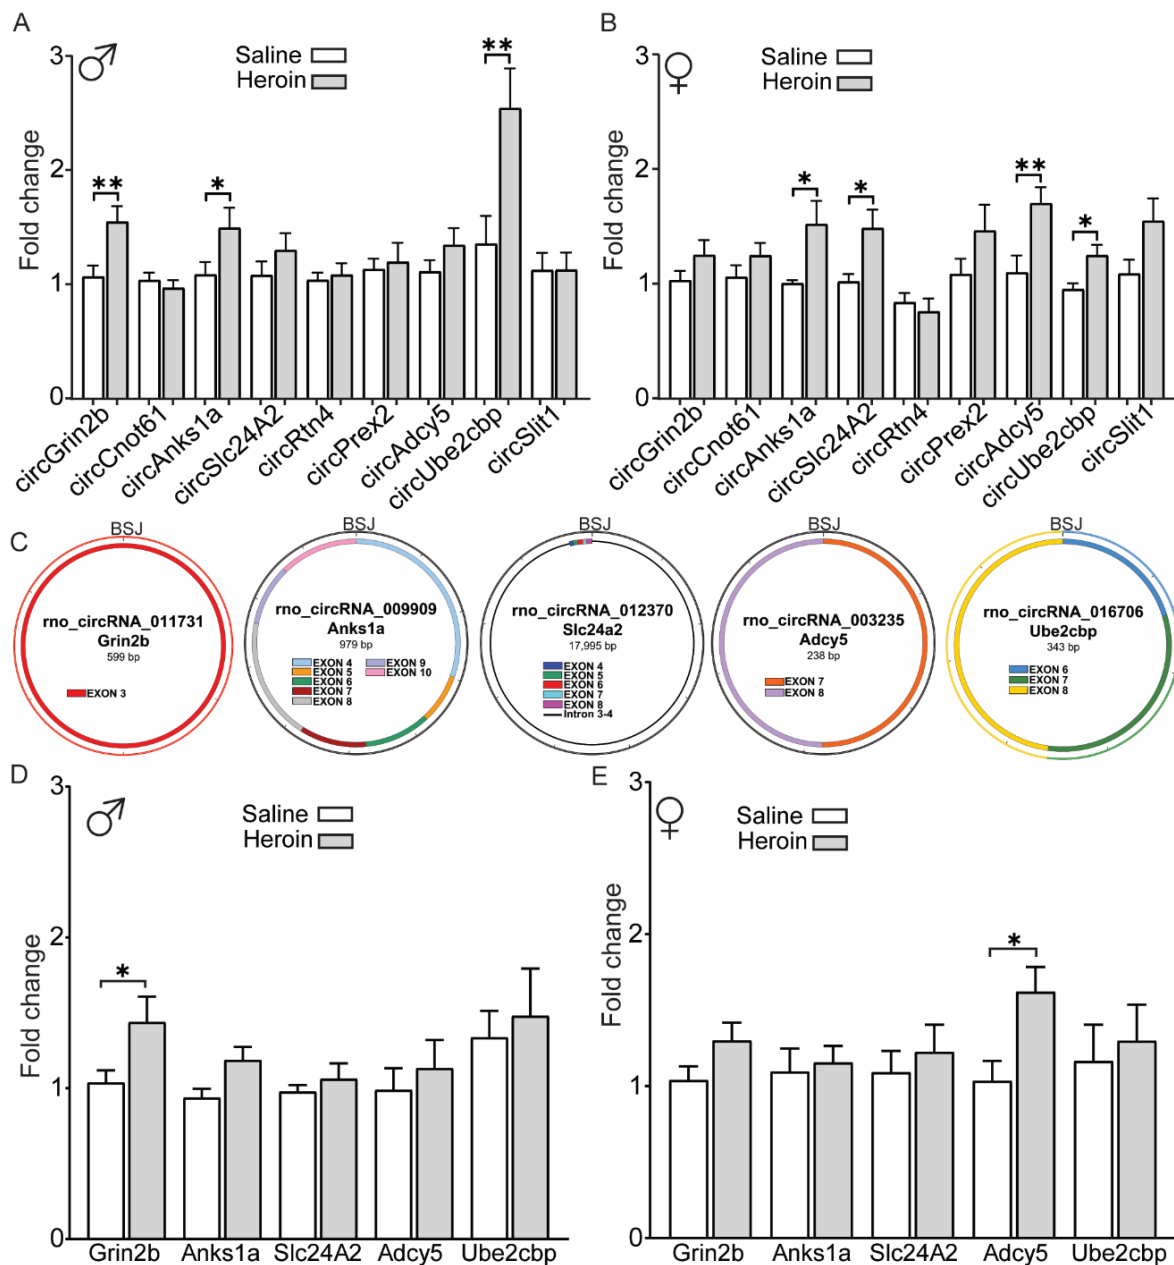 A
3
2
1
0
Fold change
Saline
Heroin
**
*
**
circGrin2b
circCnot61
circAnks1a
circSlc24A2
circRtn4
circPrex2
circAdcy5
circUbe2cbp
circSlit1
B
3
2
1
0
Fold change
Saline
Heroin
*
*
**
*
circGrin2b
circCnot61
circAnks1a
circSlc24A2
circRtn4
circPrex2
circAdcy5
circUbe2cbp
circSlit1
C
BSJ
rno_circRNA_011731
Grin2b
599 bp
EXON 3
BSJ
rno_circRNA_009909
Anks1a
979 bp
EXON 4
EXON 5
EXON 6
EXON 7
EXON 8
EXON 9
EXON 10
BSJ
rno_circRNA_012370
Slc24a2
17,995 bp
EXON 4
EXON 5
EXON 6
EXON 7
EXON 8
Intron 3-4
BSJ
rno_circRNA_003235
Adcy5
238 bp
EXON 7
EXON 8
BSJ
rno_circRNA_016706
Ube2cbp
343 bp
EXON 6
EXON 7
EXON 8
D
3
2
1
0
Fold change
Saline
Heroin
*
Grin2b Anks1a Slc24A2 Adcy5 Ube2cbp
E
3
2
1
0
Fold change
Saline
Heroin
*
Grin2b Anks1a Slc24A2 Adcy5 Ube2cbp